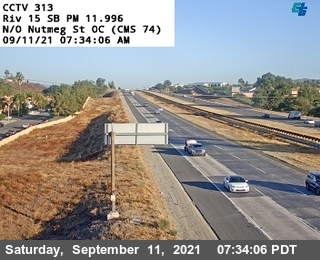 CCTV 313
Riv 15 SB PM 11.996
N/O Nutmeg St OC (CMS 74)
09/11/21 07:34:06 AM
Saturday, September 11, 2021 07:34:06 PDT